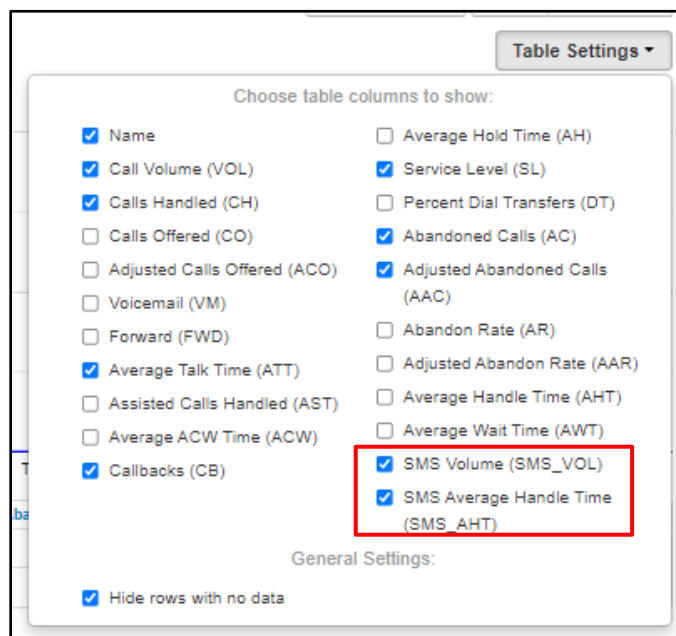 Table Settings
Choose table columns to show:
Name
Call Volume (VOL)
Calls Handled (CH)
Calls Offered (CO)
Adjusted Calls Offered (ACO)
Voicemail (VM)
Forward (FWD)
Average Talk Time (ATT)
Assisted Calls Handled (AST)
Average ACW Time (ACW)
Callbacks (CB)
Average Hold Time (AH)
Service Level (SL)
Percent Dial Transfers (DT)
Abandoned Calls (AC)
Adjusted Abandoned Calls
(AAC)
Abandon Rate (AR)
Adjusted Abandon Rate (AAR)
Average Handle Time (AHT)
Average Wait Time (AWT)
SMS Volume (SMS_VOL)
SMS Average Handle Time
(SMS_AHT)
General Settings:
Hide rows with no data